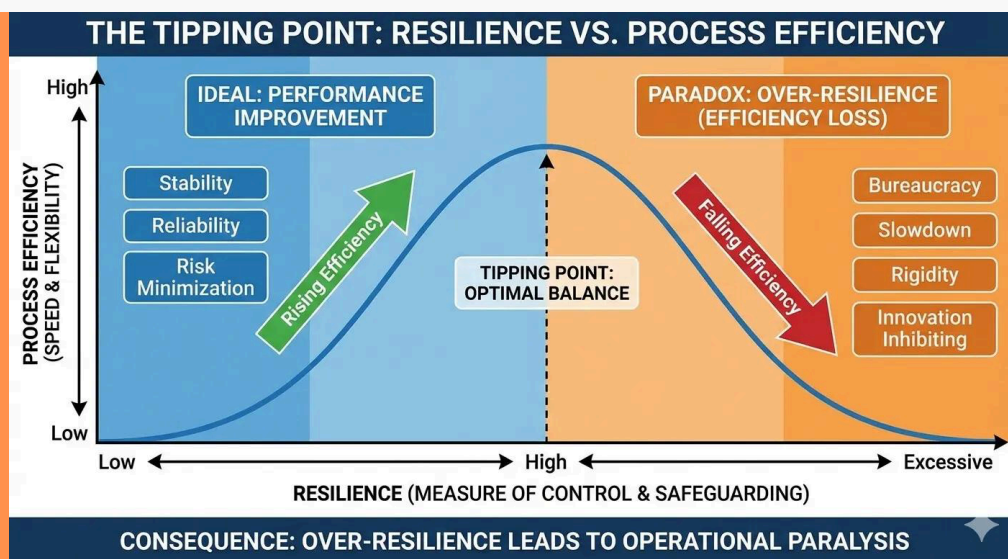 THE TIPPING POINT: RESILIENCE VS. PROCESS EFFICIENCY
High
IDEAL: PERFORMANCE
IMPROVEMENT
PARADOX: OVER-RESILIENCE
(EFFICIENCY LOSS)
Stability
Reliability
Risk
Minimization
Rising Efficiency
TIPPING POINT:
OPTIMAL BALANCE
Falling Efficiency
Bureaucracy
Slowdown
Rigidity
Innovation
Inhibiting
PROCESS EFFICIENCY
(SPEED & FLEXIBILITY)
Low
Low
High
Excessive
RESILIENCE (MEASURE OF CONTROL & SAFEGUARDING)
CONSEQUENCE: OVER-RESILIENCE LEADS TO OPERATIONAL PARALYSIS